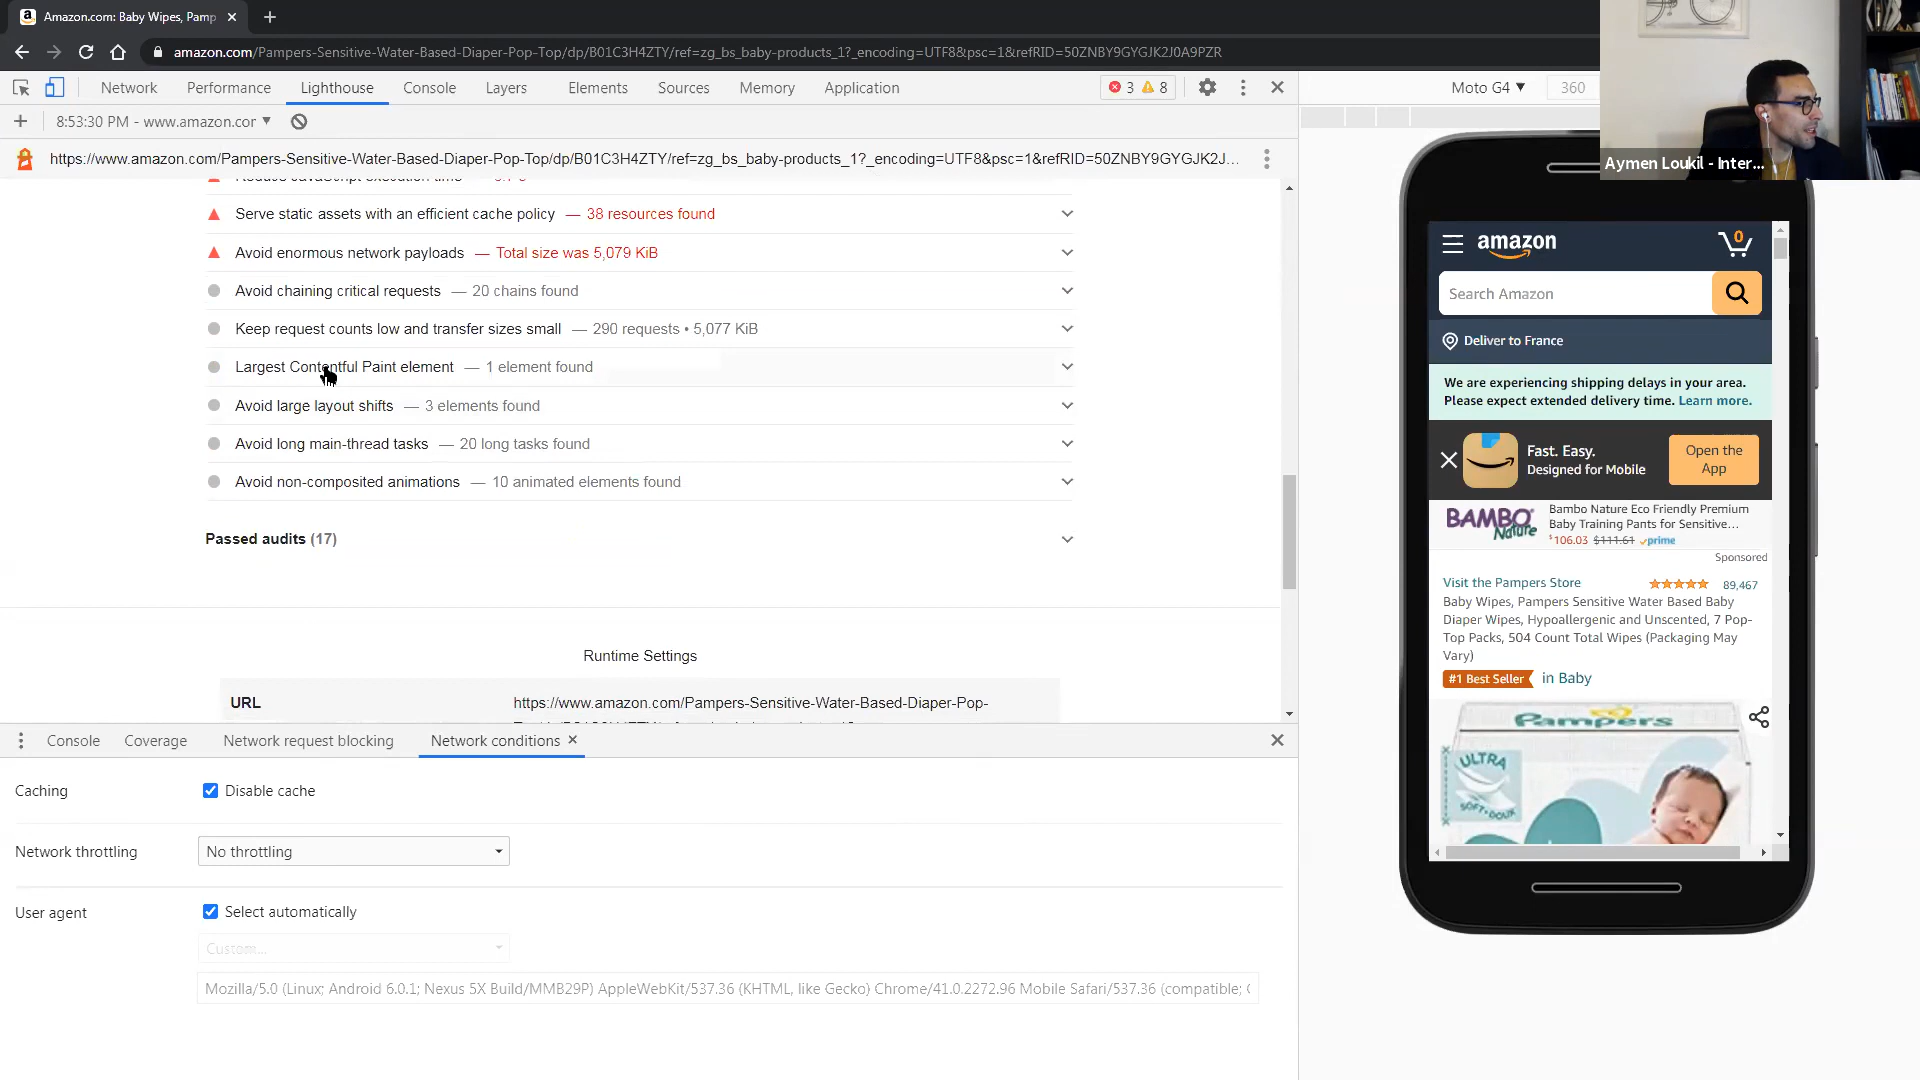 Amazon.com: Baby Wipes, Pamp
amazon.com/Pampers-Sensitive-Water-Based-Diaper-Pop-Top/dp/B01C3H4ZTY/ref=zg_bs_baby-products_1?_encoding=UTF8&psc=1&refRID=50ZNBY9GYGJK2J0A9PZR
Network Performance Lighthouse Console Layers Elements Sources Memory Application 3 8
8:53:30 PM - www.amazon.cor
https://www.amazon.com/Pampers-Sensitive-Water-Based-Diaper-Pop-Top/dp/B01C3H4ZTY/ref=zg_bs_baby-products_1?_encoding=UTF8&psc=1&refRID=50ZNBY9GYGJK2J...
Reduce JavaScript execution time
Serve static assets with an efficient cache policy — 38 resources found
Avoid enormous network payloads — Total size was 5,079 KiB
Avoid chaining critical requests — 20 chains found
Keep request counts low and transfer sizes small — 290 requests • 5,077 KiB
Largest Contentful Paint element — 1 element found
Avoid large layout shifts — 3 elements found
Avoid long main-thread tasks — 20 long tasks found
Avoid non-composited animations — 10 animated elements found
Passed audits (17)
Runtime Settings
URL https://www.amazon.com/Pampers-Sensitive-Water-Based-Diaper-Pop-
Console Coverage Network request blocking Network conditions
Caching Disable cache
Network throttling No throttling
User agent Select automatically
Custom...
Mozilla/5.0 (Linux; Android 6.0.1; Nexus 5X Build/MMB29P) AppleWebKit/537.36 (KHTML, like Gecko) Chrome/41.0.2272.96 Mobile Safari/537.36 (compatible;
Moto G4 360
Aymen Loukil - Inter...
amazon 0
Search Amazon
Deliver to France
We are experiencing shipping delays in your area.
Please expect extended delivery time. Learn more.
Fast. Easy.
Designed for Mobile
Open the
App
BAMBO
Nature
Bambo Nature Eco Friendly Premium
Baby Training Pants for Sensitive...
$106.03 $111.61 prime
Sponsored
Visit the Pampers Store 89,467
Baby Wipes, Pampers Sensitive Water Based Baby
Diaper Wipes, Hypoallergenic and Unscented, 7 Pop-
Top Packs, 504 Count Total Wipes (Packaging May
Vary)
#1 Best Seller in Baby
Pampers
ULTRA
SOFT•DOUX